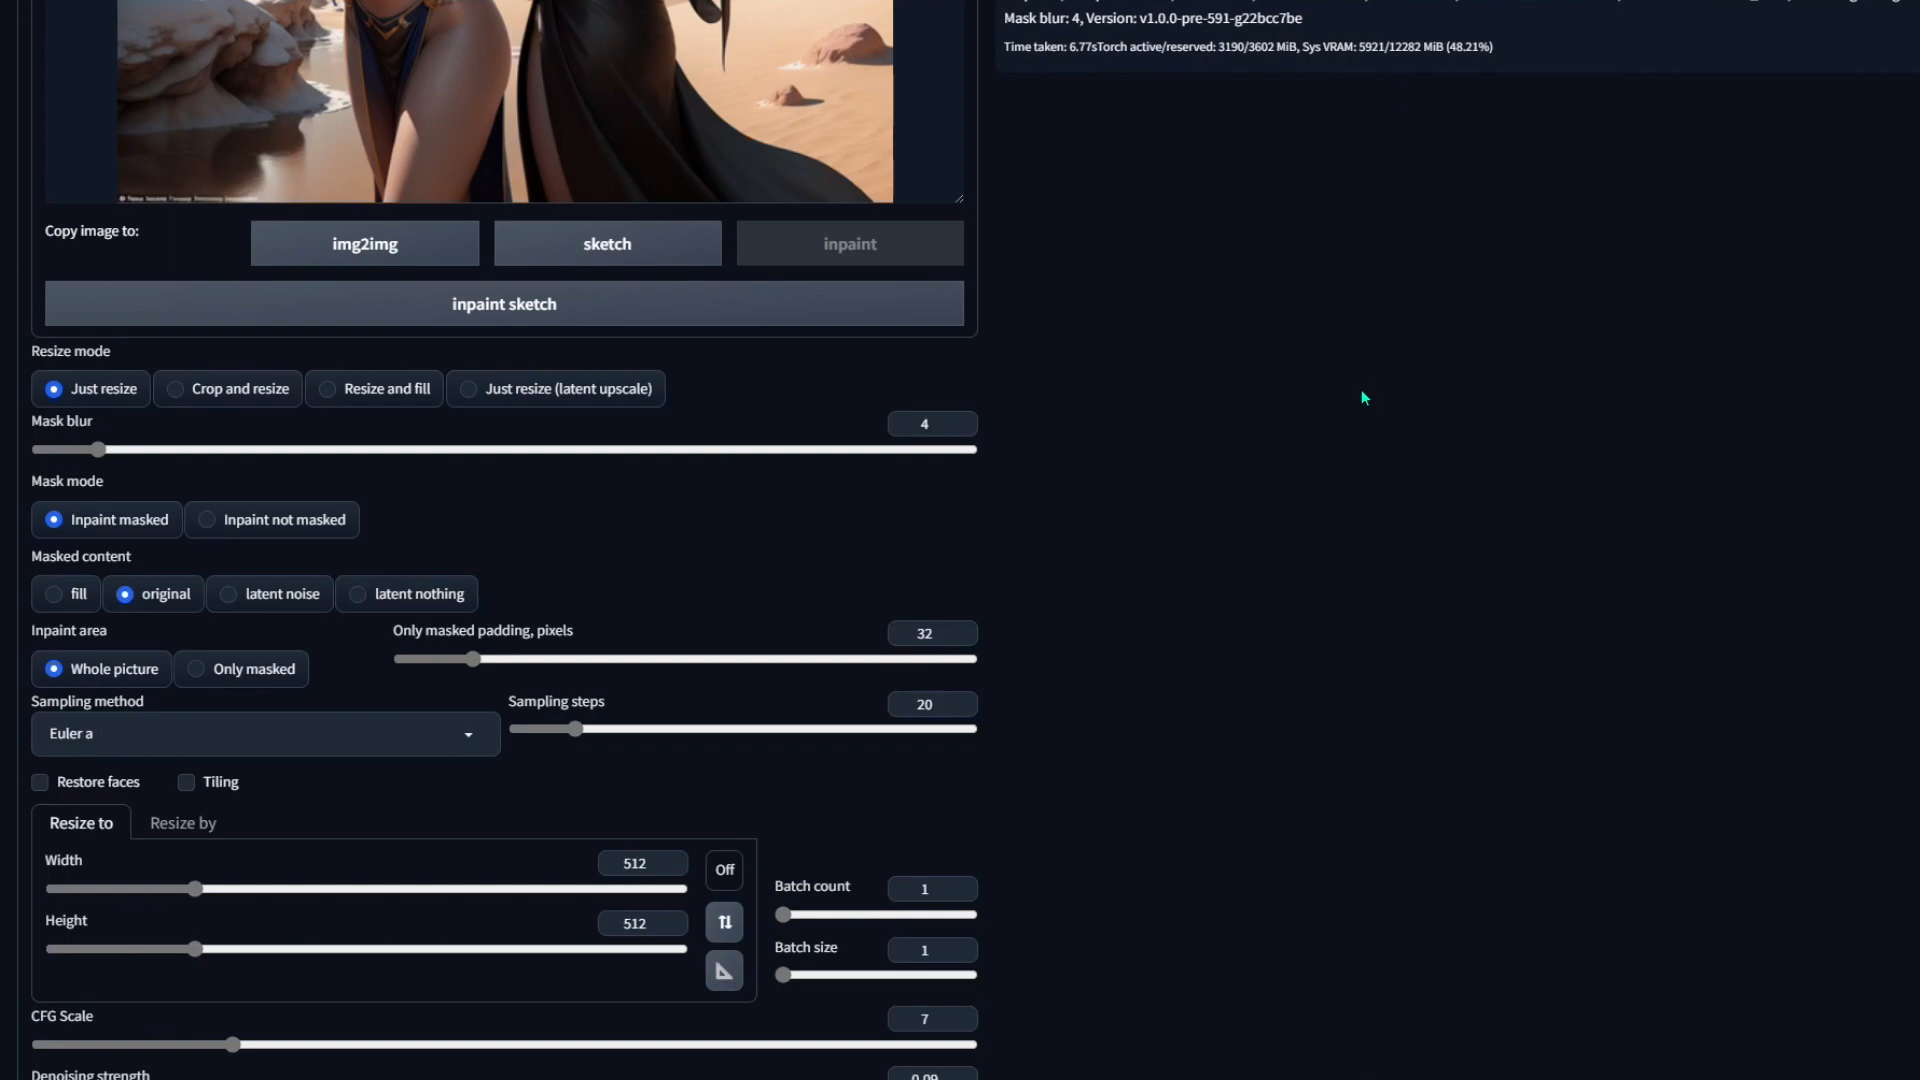 Mask blur: 4, Version: v1.0.0-pre-591-g22bcc7be
Time taken: 6.77sTorch active/reserved: 3190/3602 MiB, Sys VRAM: 5921/12282 MiB (48.21%)
Copy image to:
img2img
sketch
inpaint
inpaint sketch
Resize mode
Just resize
Crop and resize
Resize and fill
Just resize (latent upscale)
Mask blur
4
Mask mode
Inpaint masked
Inpaint not masked
Masked content
fill
original
latent noise
latent nothing
Inpaint area
Only masked padding, pixels
32
Whole picture
Only masked
Sampling method
Sampling steps
20
Euler a
Restore faces
Tiling
Resize to
Resize by
Width
512
Off
Batch count
1
Height
512
Batch size
1
CFG Scale
7
Denoising strength
0.09